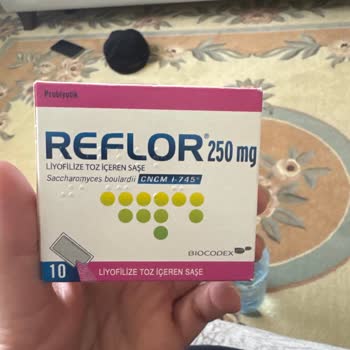 Probiyotik
REFLOR® 250 mg
LİYOFİLİZE TOZ İÇEREN SAŞE
Saccharomyces boulardii CNCM I-745®
BIOCODEX
10 LİYOFİLİZE TOZ İÇEREN SAŞE